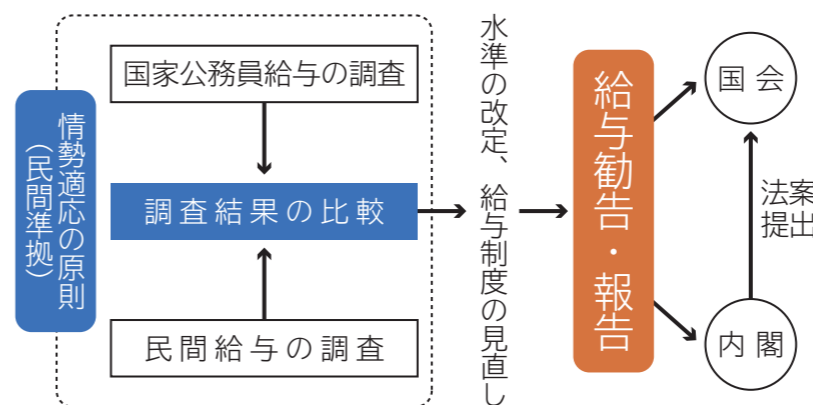 情勢適応の原則
（民間準拠）
国家公務員給与の調査
調査結果の比較
民間給与の調査
水準の改定、給与制度の見直し
給与勧告・報告
国会
法案
提出
内閣